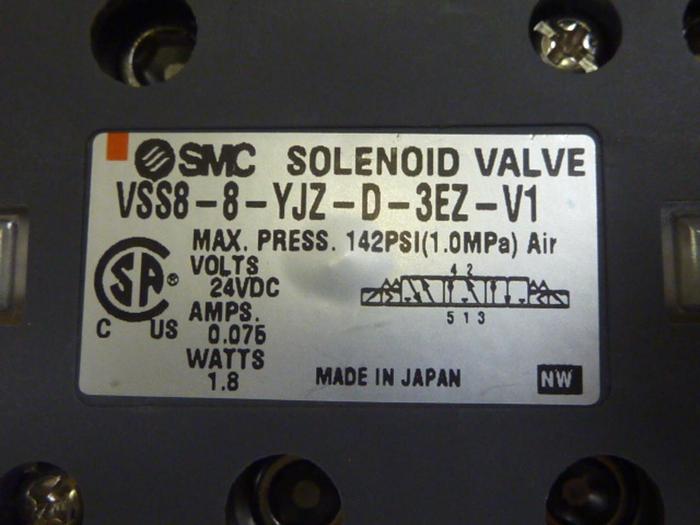 SMC SOLENOID VALVE
VSS8-8-YJZ-D-3EZ-V1
MAX. PRESS. 142PSI(1.0MPa) Air
VOLTS
24VDC
AMPS.
0.075
WATTS
1.8
SA ®
C US
4 2
5 1 3
MADE IN JAPAN
NW